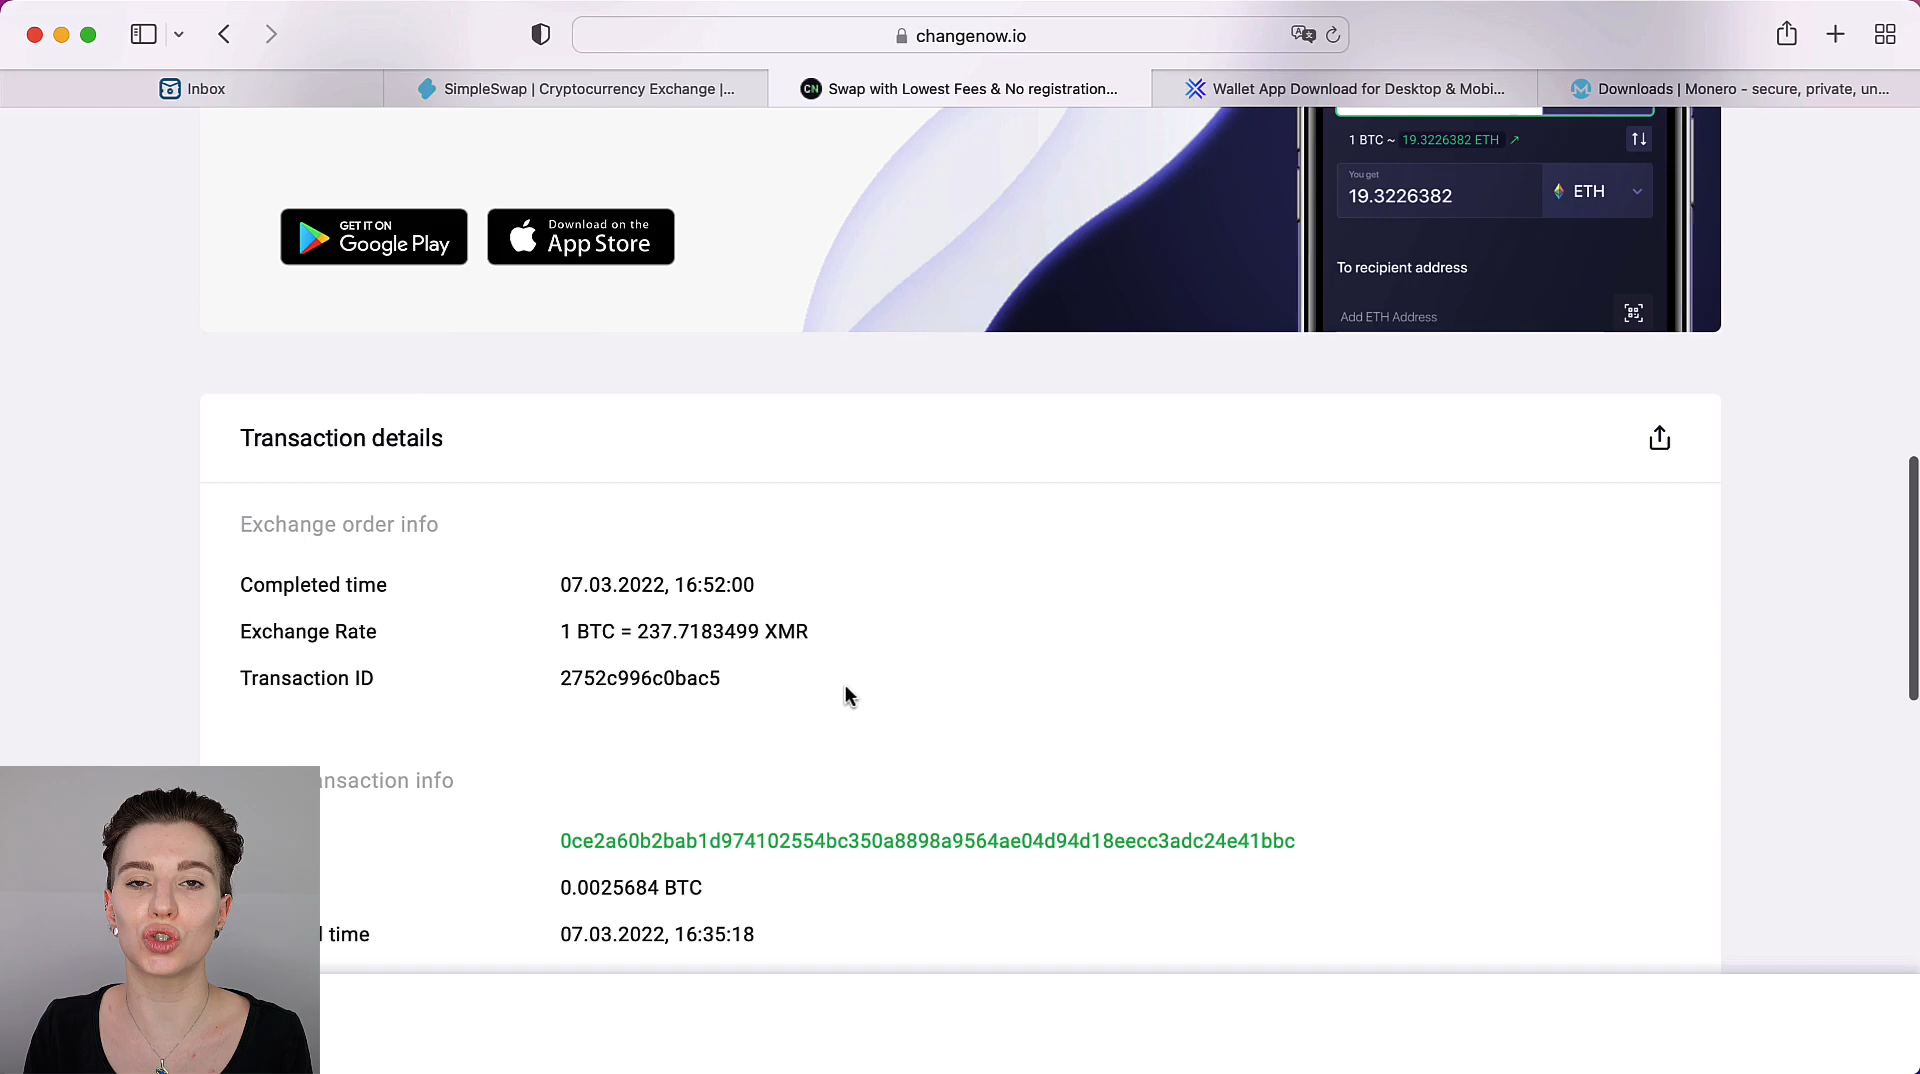 changenow.io
Inbox
SimpleSwap | Cryptocurrency Exchange |...
CN
Swap with Lowest Fees & No registration...
Wallet App Download for Desktop & Mobi...
Downloads | Monero - secure, private, un...
1 BTC ~ 19.3226382 ETH
You get
19.3226382
ETH
GET IT ON
Google Play
Download on the
App Store
To recipient address
Add ETH Address
Transaction details
Exchange order info
Completed time 07.03.2022, 16:52:00
Exchange Rate 1 BTC = 237.7183499 XMR
Transaction ID 2752c996c0bac5
nsaction info
0ce2a60b2bab1d974102554bc350a8898a9564ae04d94d18eecc3adc24e41bbc
0.0025684 BTC
time 07.03.2022, 16:35:18